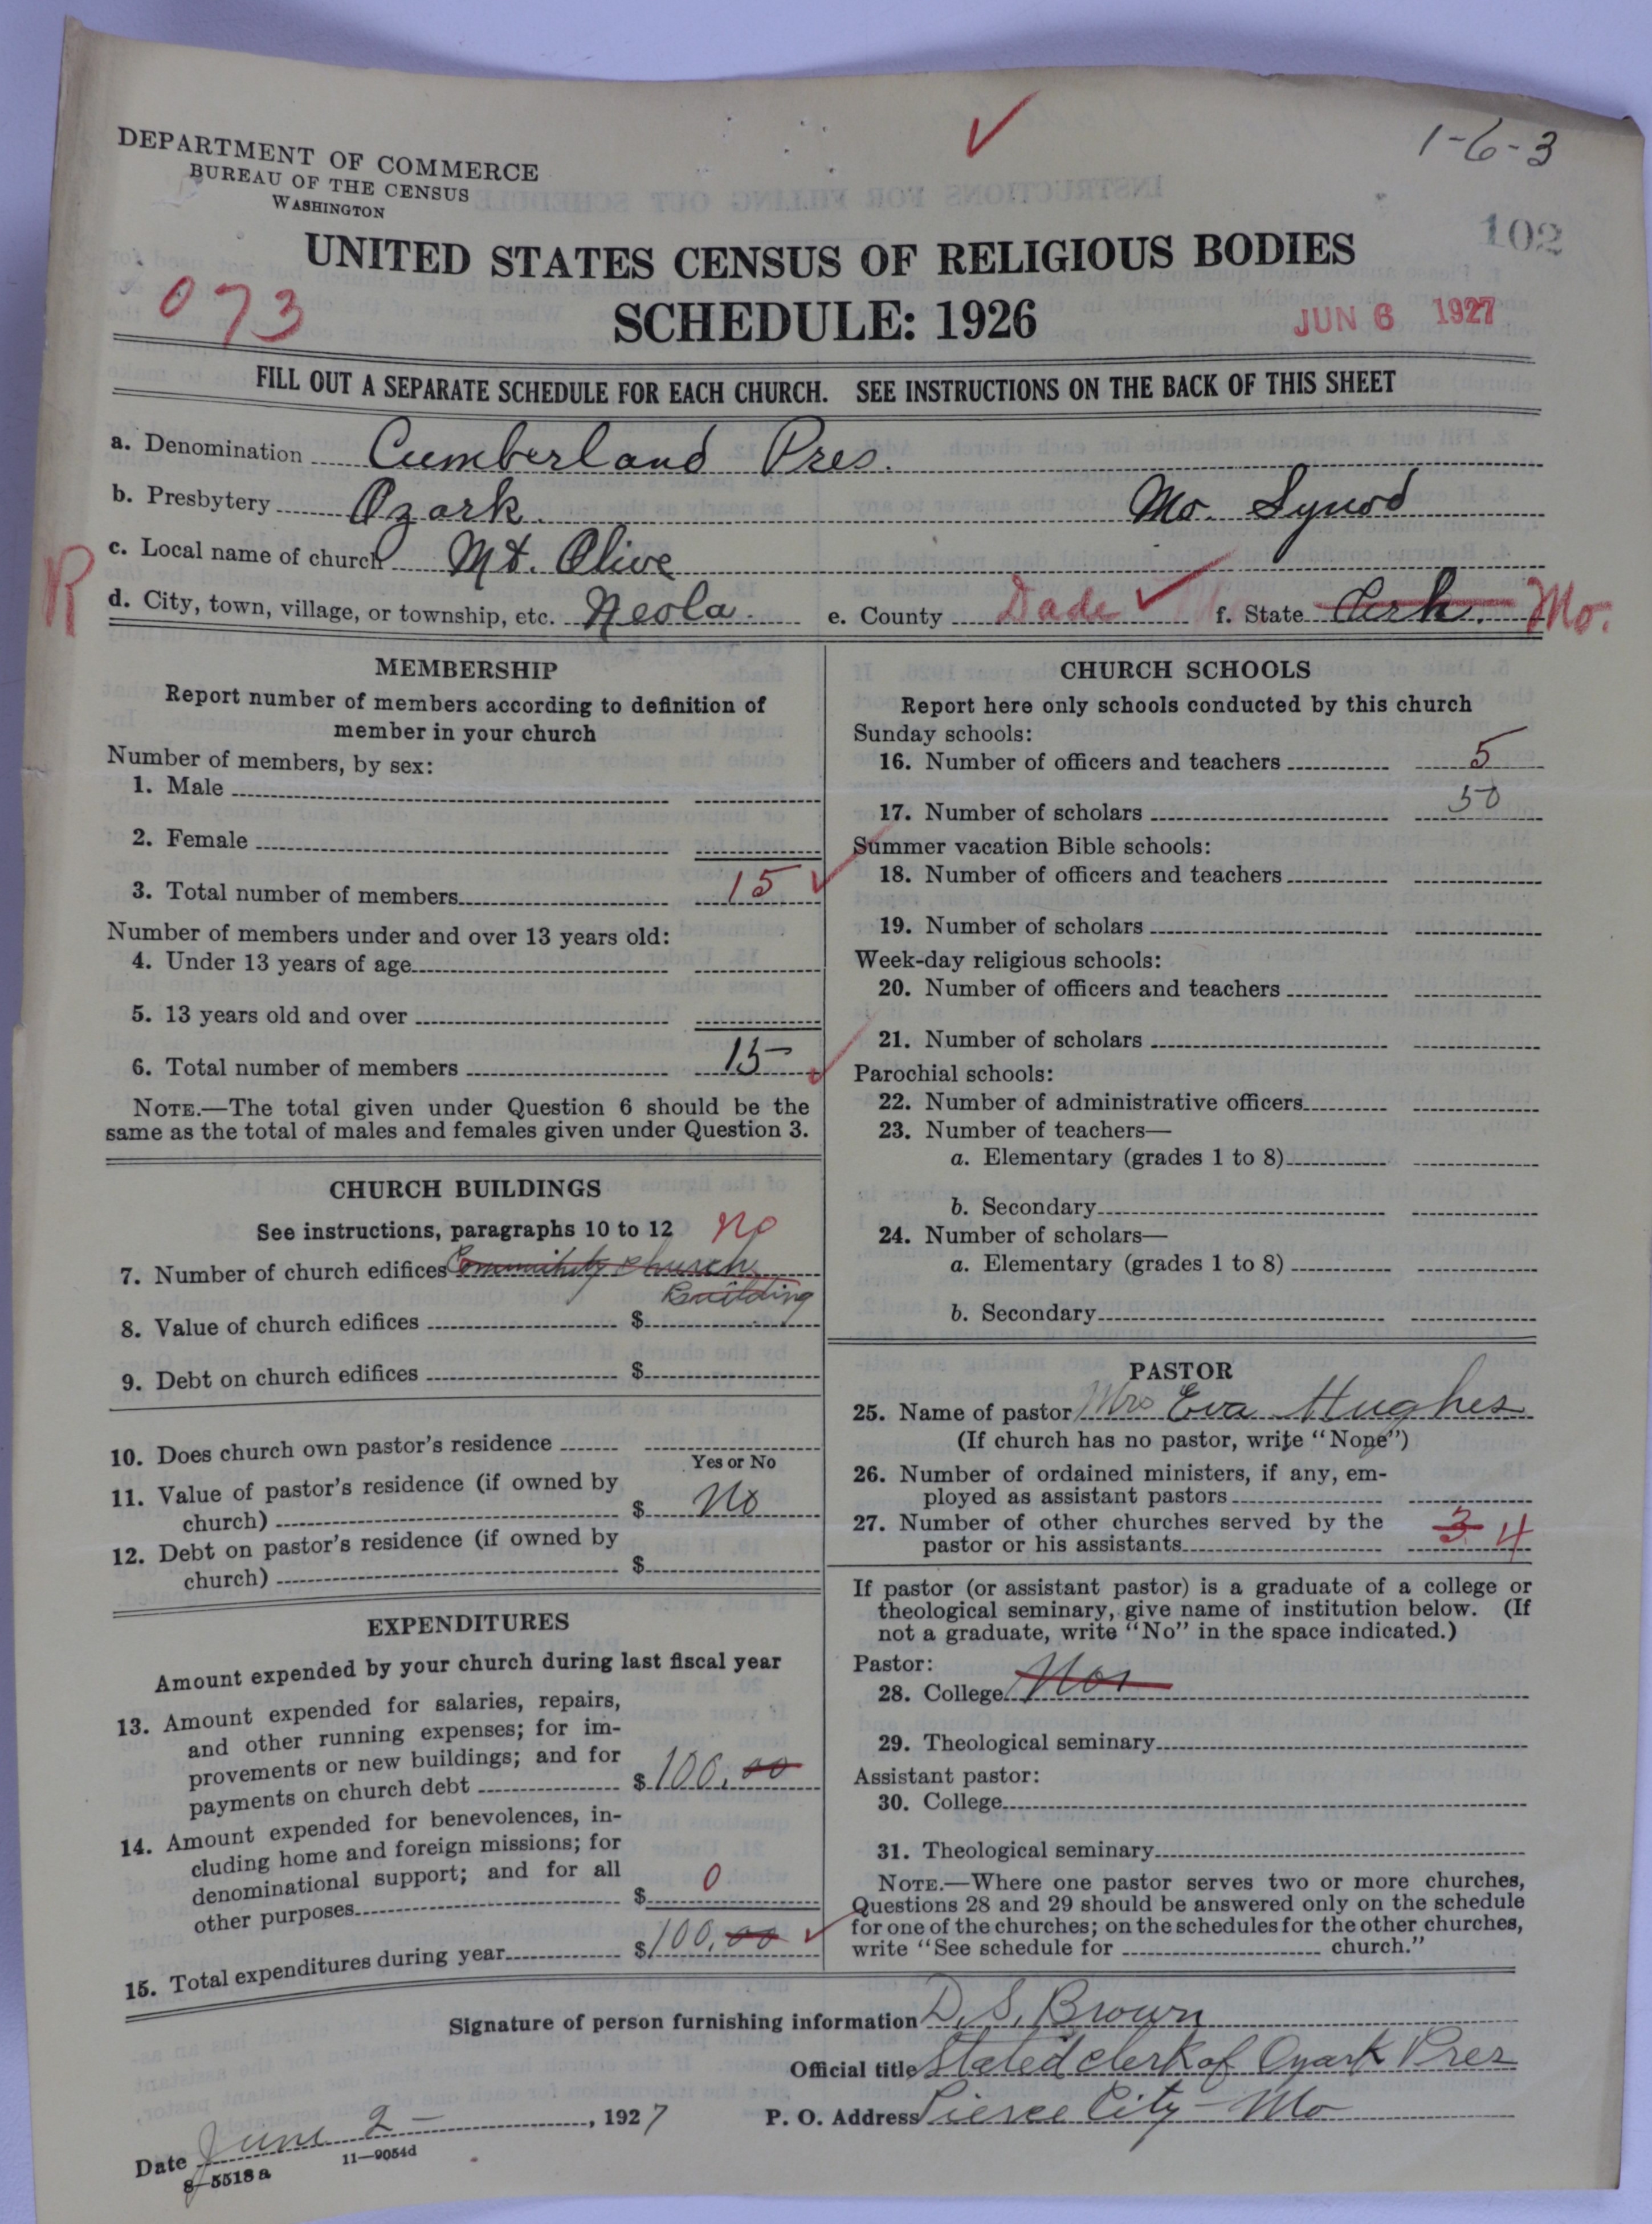 1-6-3
DEPARTMENT OF COMMERCE
BUREAU OF THE CENSUS
WASHINGTON
102
UNITED STATES CENSUS OF RELIGIOUS BODIES
073
SCHEDULE: 1926
JUN 6 1927
FILL OUT A SEPARATE SCHEDULE FOR EACH CHURCH. SEE INSTRUCTIONS ON THE BACK OF THIS SHEET
a. Denomination Cumberland Pres.
b. Presbytery Ozark. Mo. Synod
c. Local name of church Mt. Olive
R
d. City, town, village, or township, etc. Neola. e. County Dade f. State Ark. Mo.
MEMBERSHIP
Report number of members according to definition of
member in your church
Number of members, by sex:
1. Male
2. Female
3. Total number of members 15
Number of members under and over 13 years old:
4. Under 13 years of age
5. 13 years old and over
6. Total number of members 15
NOTE.—The total given under Question 6 should be the
same as the total of males and females given under Question 3.
CHURCH BUILDINGS
See instructions, paragraphs 10 to 12 no
7. Number of church edifices Community church
Building
8. Value of church edifices $
9. Debt on church edifices $
10. Does church own pastor's residence
Yes or No
11. Value of pastor's residence (if owned by
church) $ No
12. Debt on pastor's residence (if owned by
church) $
EXPENDITURES
Amount expended by your church during last fiscal year
13. Amount expended for salaries, repairs,
and other running expenses; for im-
provements or new buildings; and for
payments on church debt $100.00
14. Amount expended for benevolences, in-
cluding home and foreign missions; for
denominational support; and for all
other purposes $ 0
15. Total expenditures during year $100.00
CHURCH SCHOOLS
Report here only schools conducted by this church
Sunday schools:
16. Number of officers and teachers 5
17. Number of scholars 50
Summer vacation Bible schools:
18. Number of officers and teachers
19. Number of scholars
Week-day religious schools:
20. Number of officers and teachers
21. Number of scholars
Parochial schools:
22. Number of administrative officers
23. Number of teachers—
a. Elementary (grades 1 to 8)
b. Secondary
24. Number of scholars—
a. Elementary (grades 1 to 8)
b. Secondary
PASTOR
25. Name of pastor Mrs Eva Hughes
(If church has no pastor, write "None")
26. Number of ordained ministers, if any, em-
ployed as assistant pastors
27. Number of other churches served by the
pastor or his assistants 3 4
If pastor (or assistant pastor) is a graduate of a college or
theological seminary, give name of institution below. (If
not a graduate, write "No" in the space indicated.)
Pastor:
28. College
29. Theological seminary
Assistant pastor:
30. College
31. Theological seminary
NOTE.—Where one pastor serves two or more churches,
Questions 28 and 29 should be answered only on the schedule
for one of the churches; on the schedules for the other churches,
write "See schedule for church."
Signature of person furnishing information D. S. Brown
Official title Stated clerk of Ozark Pres
Date June 2 - , 1927 P. O. Address Pierce City - Mo
8-5518a 11-9054d